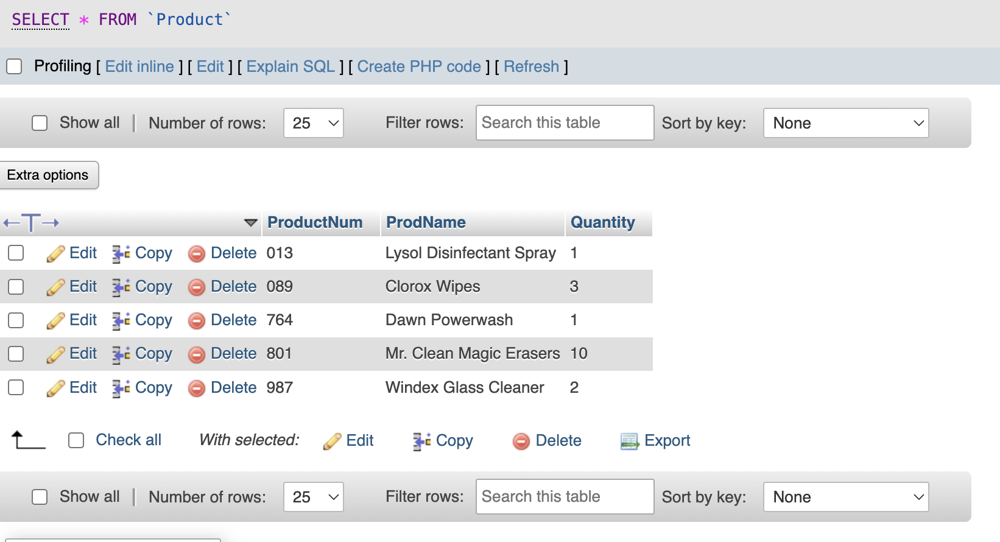 SELECT * FROM `Product`
Profiling [ Edit inline ] [ Edit ] [ Explain SQL ] [ Create PHP code ] [ Refresh ]
Show all | Number of rows: 25 Filter rows: Search this table Sort by key: None
Extra options
ProductNum ProdName Quantity
Edit Copy Delete 013 Lysol Disinfectant Spray 1
Edit Copy Delete 089 Clorox Wipes 3
Edit Copy Delete 764 Dawn Powerwash 1
Edit Copy Delete 801 Mr. Clean Magic Erasers 10
Edit Copy Delete 987 Windex Glass Cleaner 2
Check all With selected: Edit Copy Delete Export
Show all | Number of rows: 25 Filter rows: Search this table Sort by key: None